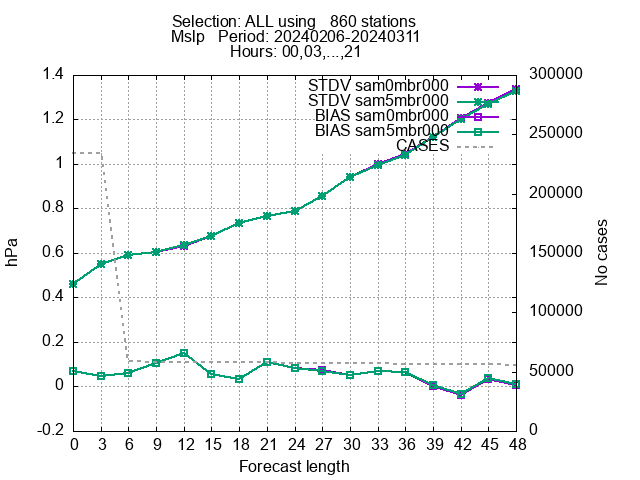 Selection: ALL using   860 stations
Mslp   Period: 20240206-20240311
Hours: 00,03,...,21
STDV sam0mbr000
STDV sam5mbr000
BIAS sam0mbr000
BIAS sam5mbr000
CASES
1.4
1.2
1
0.8
0.6
0.4
0.2
0
-0.2
hPa
300000
250000
200000
150000
100000
50000
0
No cases
0 3 6 9 12 15 18 21 24 27 30 33 36 39 42 45 48
Forecast length